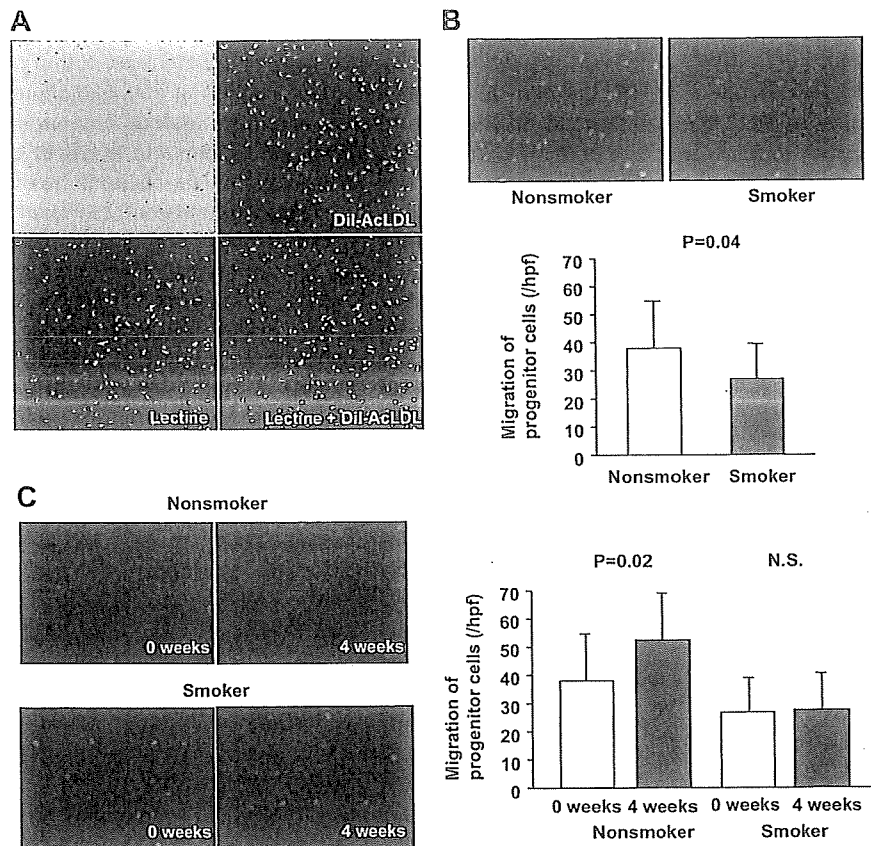 A
Dil-AcLDL
Lectine
Lectine + Dil-AcLDL
B
Nonsmoker
Smoker
P=0.04
Migration of
progenitor cells (/hpf)
70
60
50
40
30
20
10
0
Nonsmoker
Smoker
C
Nonsmoker
0 weeks
4 weeks
Smoker
0 weeks
4 weeks
P=0.02
N.S.
Migration of
progenitor cells (/hpf)
70
60
50
40
30
20
10
0
0 weeks 4 weeks 0 weeks 4 weeks
Nonsmoker
Smoker